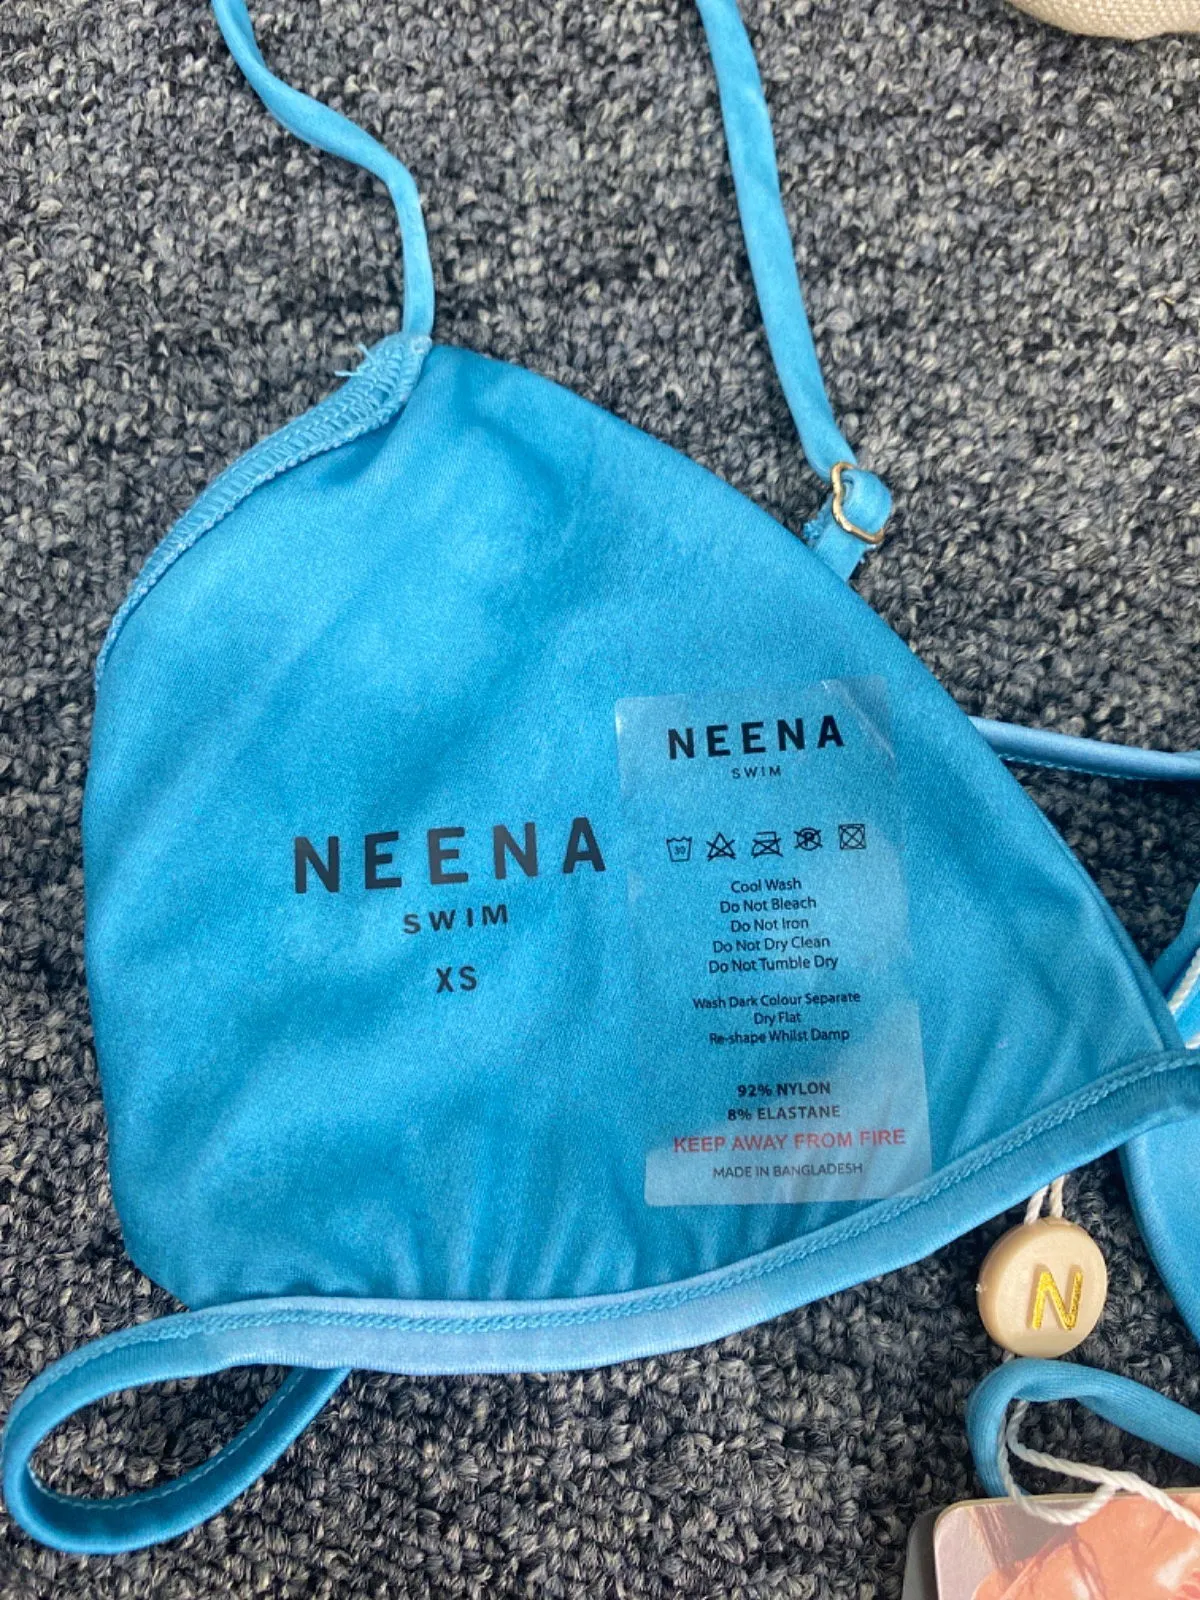 NEENA
SWIM
XS
NEENA
SWIM
30
P
Cool Wash
Do Not Bleach
Do Not Iron
Do Not Dry Clean
Do Not Tumble Dry
Wash Dark Colour Separate
Dry Flat
Re-shape Whilst Damp
92% NYLON
8% ELASTANE
KEEP AWAY FROM FIRE
MADE IN BANGLADESH
N